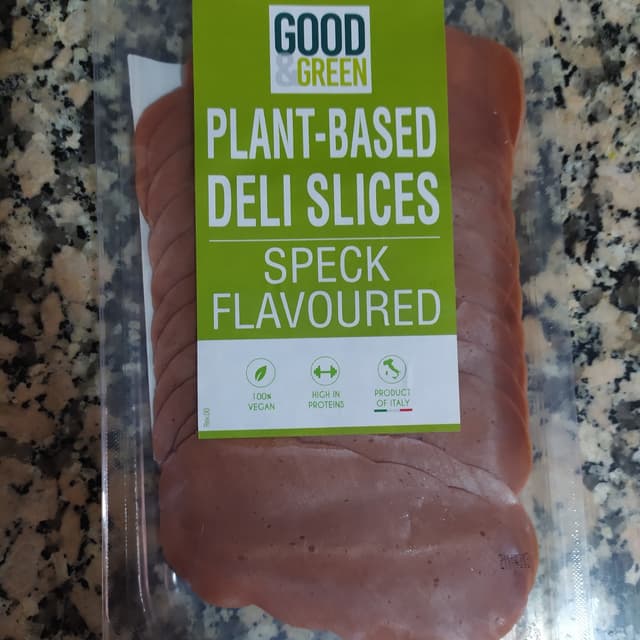 GOOD
&GREEN
PLANT-BASED
DELI SLICES
SPECK
FLAVOURED
100%
VEGAN
HIGH IN
PROTEINS
PRODUCT
OF ITALY